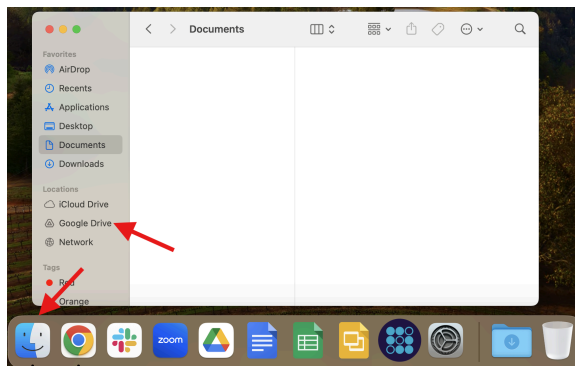 Documents
Favorites
AirDrop
Recents
Applications
Desktop
Documents
Downloads
Locations
iCloud Drive
Google Drive
Network
Tags
Red
Orange
zoom